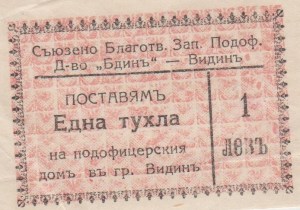 Съюзено Благотв. Зап. Подоф.
Д-во „Бдинъ" — Видинъ
ПОСТАВЯМЪ
Една тухла
на подофицерския
домъ въ гр. Видинъ
1
ЛЕВЪ